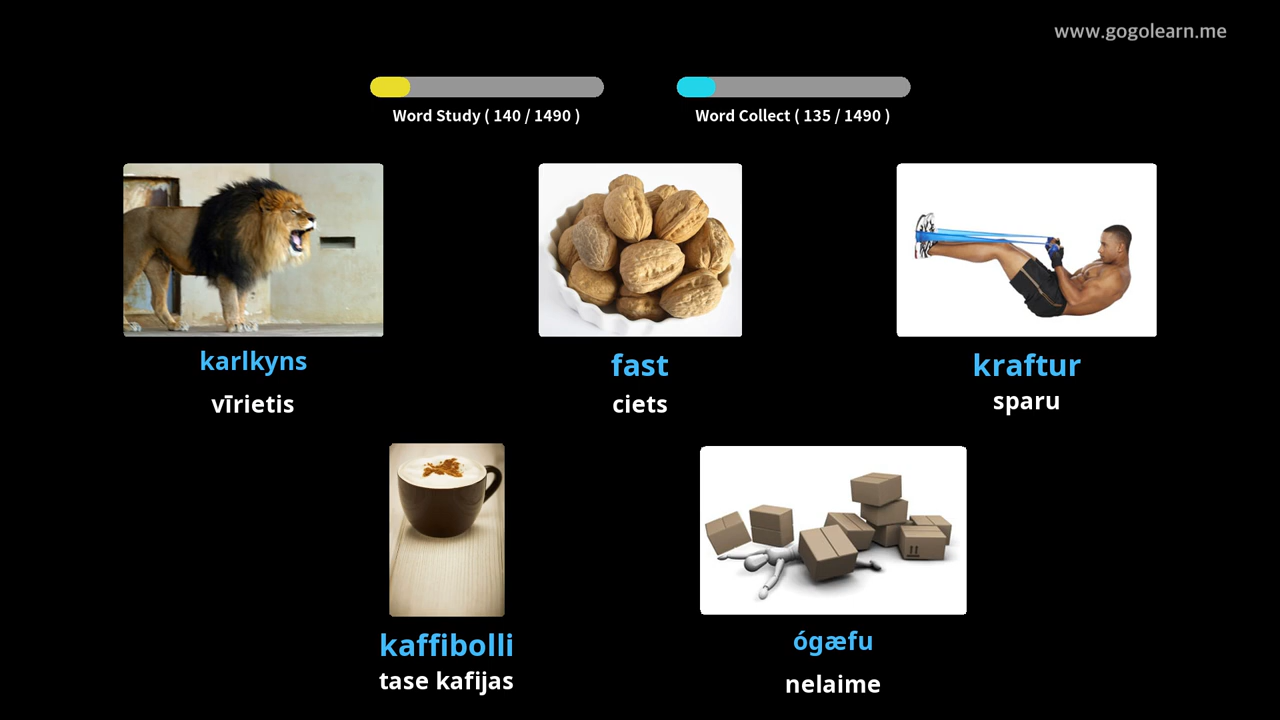 www.gogolearn.me
Word Study ( 140 / 1490 )
Word Collect ( 135 / 1490 )
karlkyns
vīrietis
fast
ciets
kraftur
sparu
kaffibolli
tase kafijas
ógæfu
nelaime